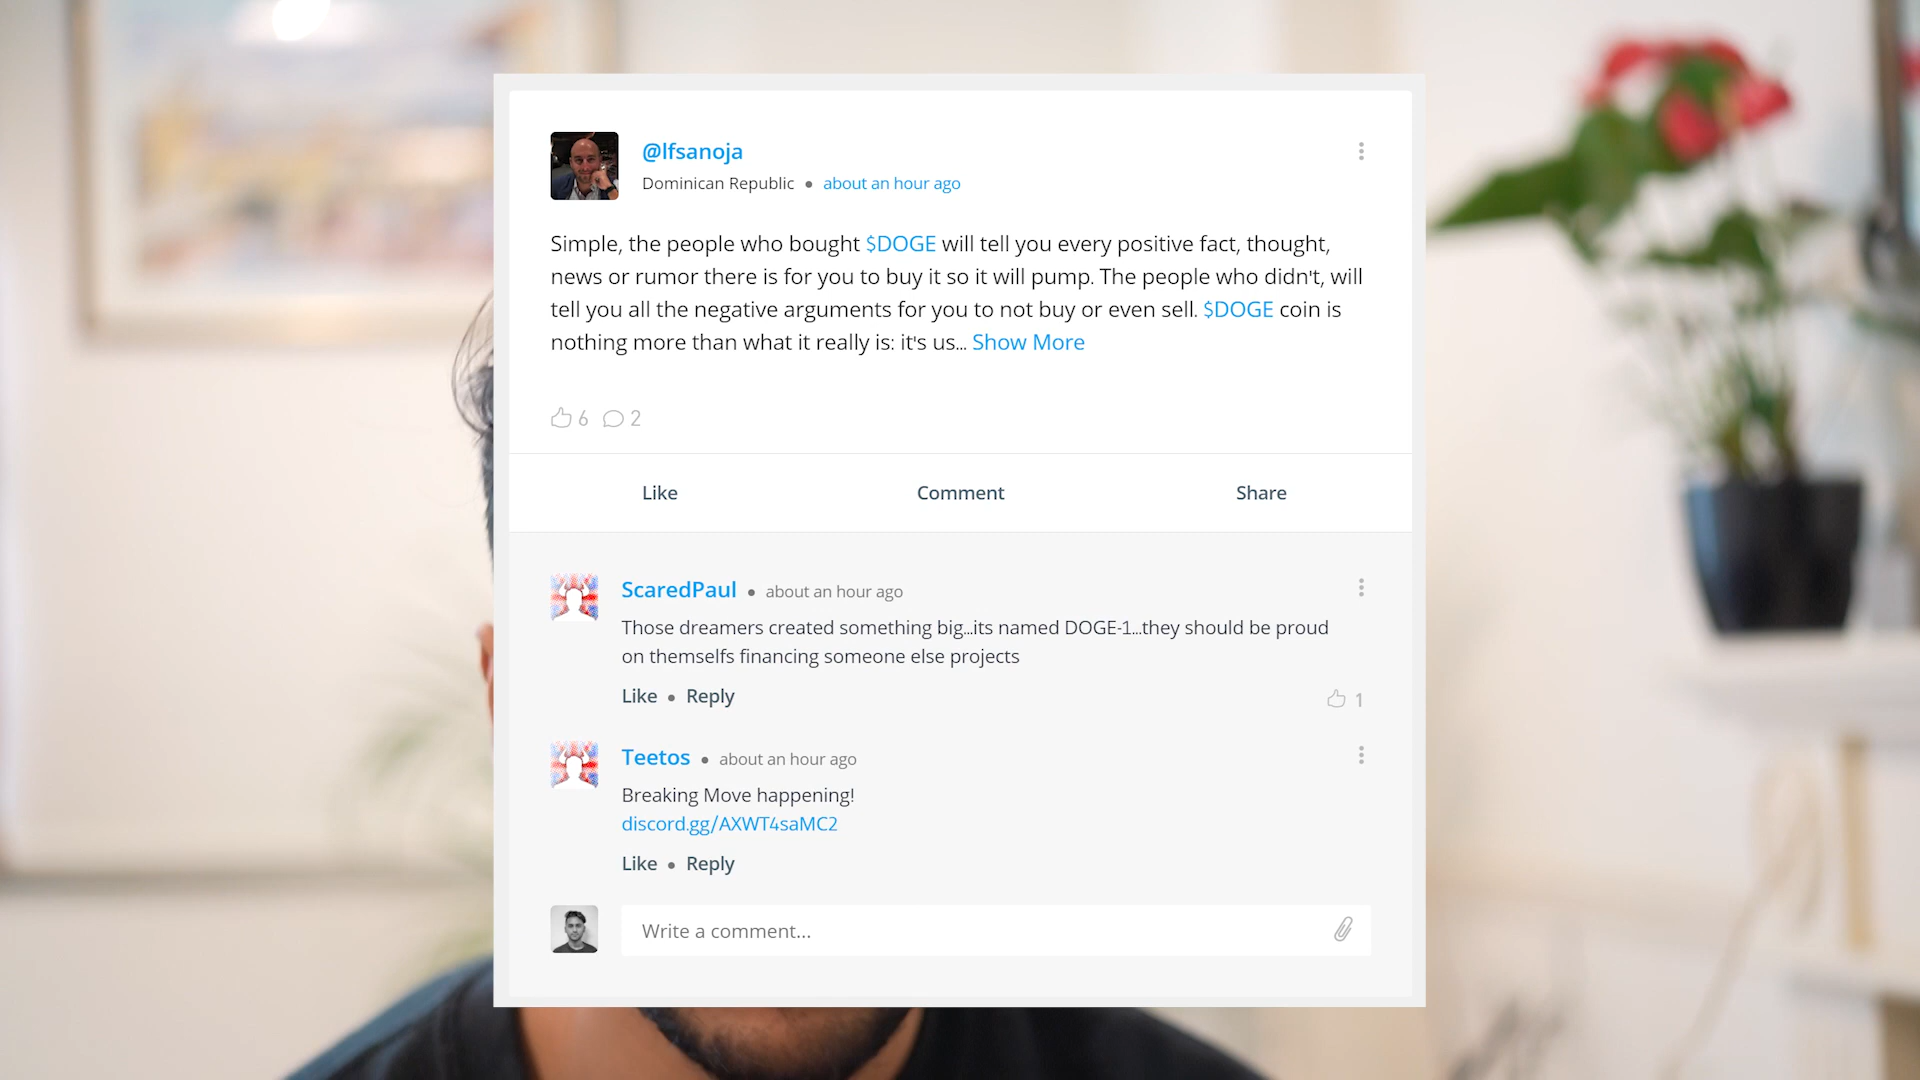 @lfsanoja
Dominican Republic • about an hour ago
Simple, the people who bought $DOGE will tell you every positive fact, thought,
news or rumor there is for you to buy it so it will pump. The people who didn't, will
tell you all the negative arguments for you to not buy or even sell. $DOGE coin is
nothing more than what it really is: it's us... Show More
6 2
Like Comment Share
ScaredPaul • about an hour ago
Those dreamers created something big...its named DOGE-1...they should be proud
on themselfs financing someone else projects
Like • Reply 1
Teetos • about an hour ago
Breaking Move happening!
discord.gg/AXWT4saMC2
Like • Reply
Write a comment...